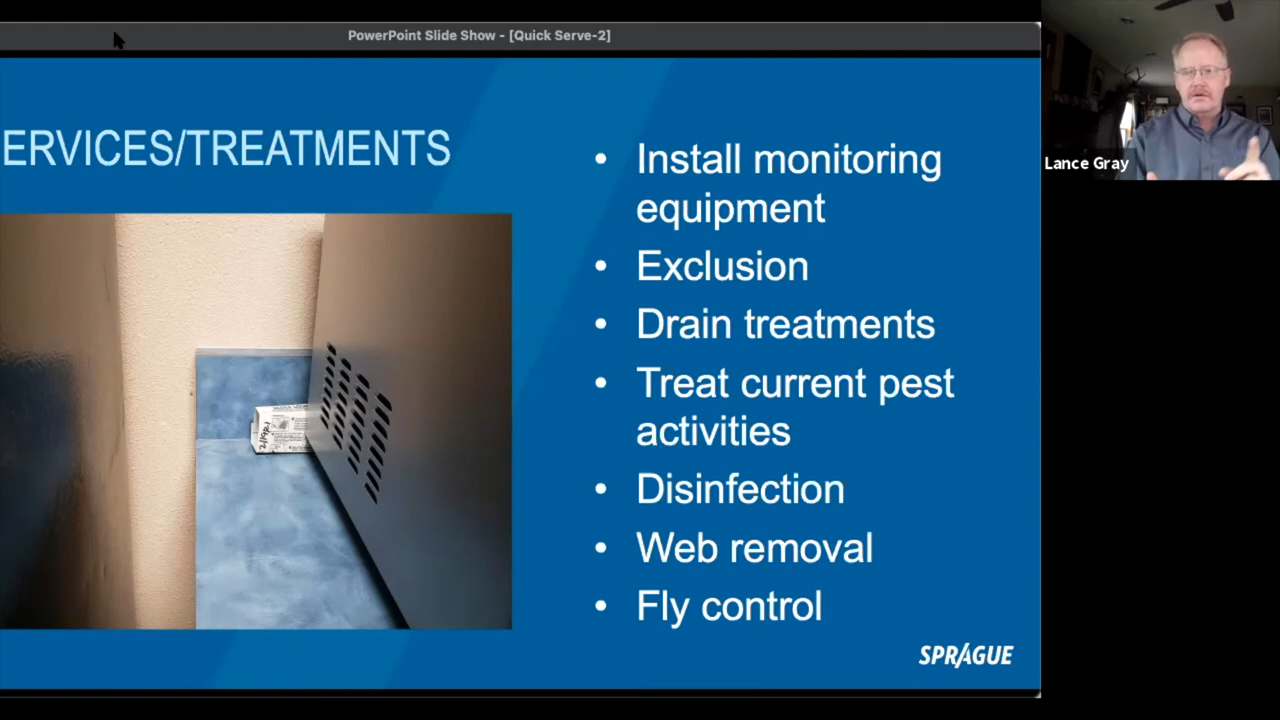 PowerPoint Slide Show - [Quick Serve-2]
ERVICES/TREATMENTS
• Install monitoring
equipment
• Exclusion
• Drain treatments
• Treat current pest
activities
• Disinfection
• Web removal
• Fly control
SPRAGUE
Lance Gray